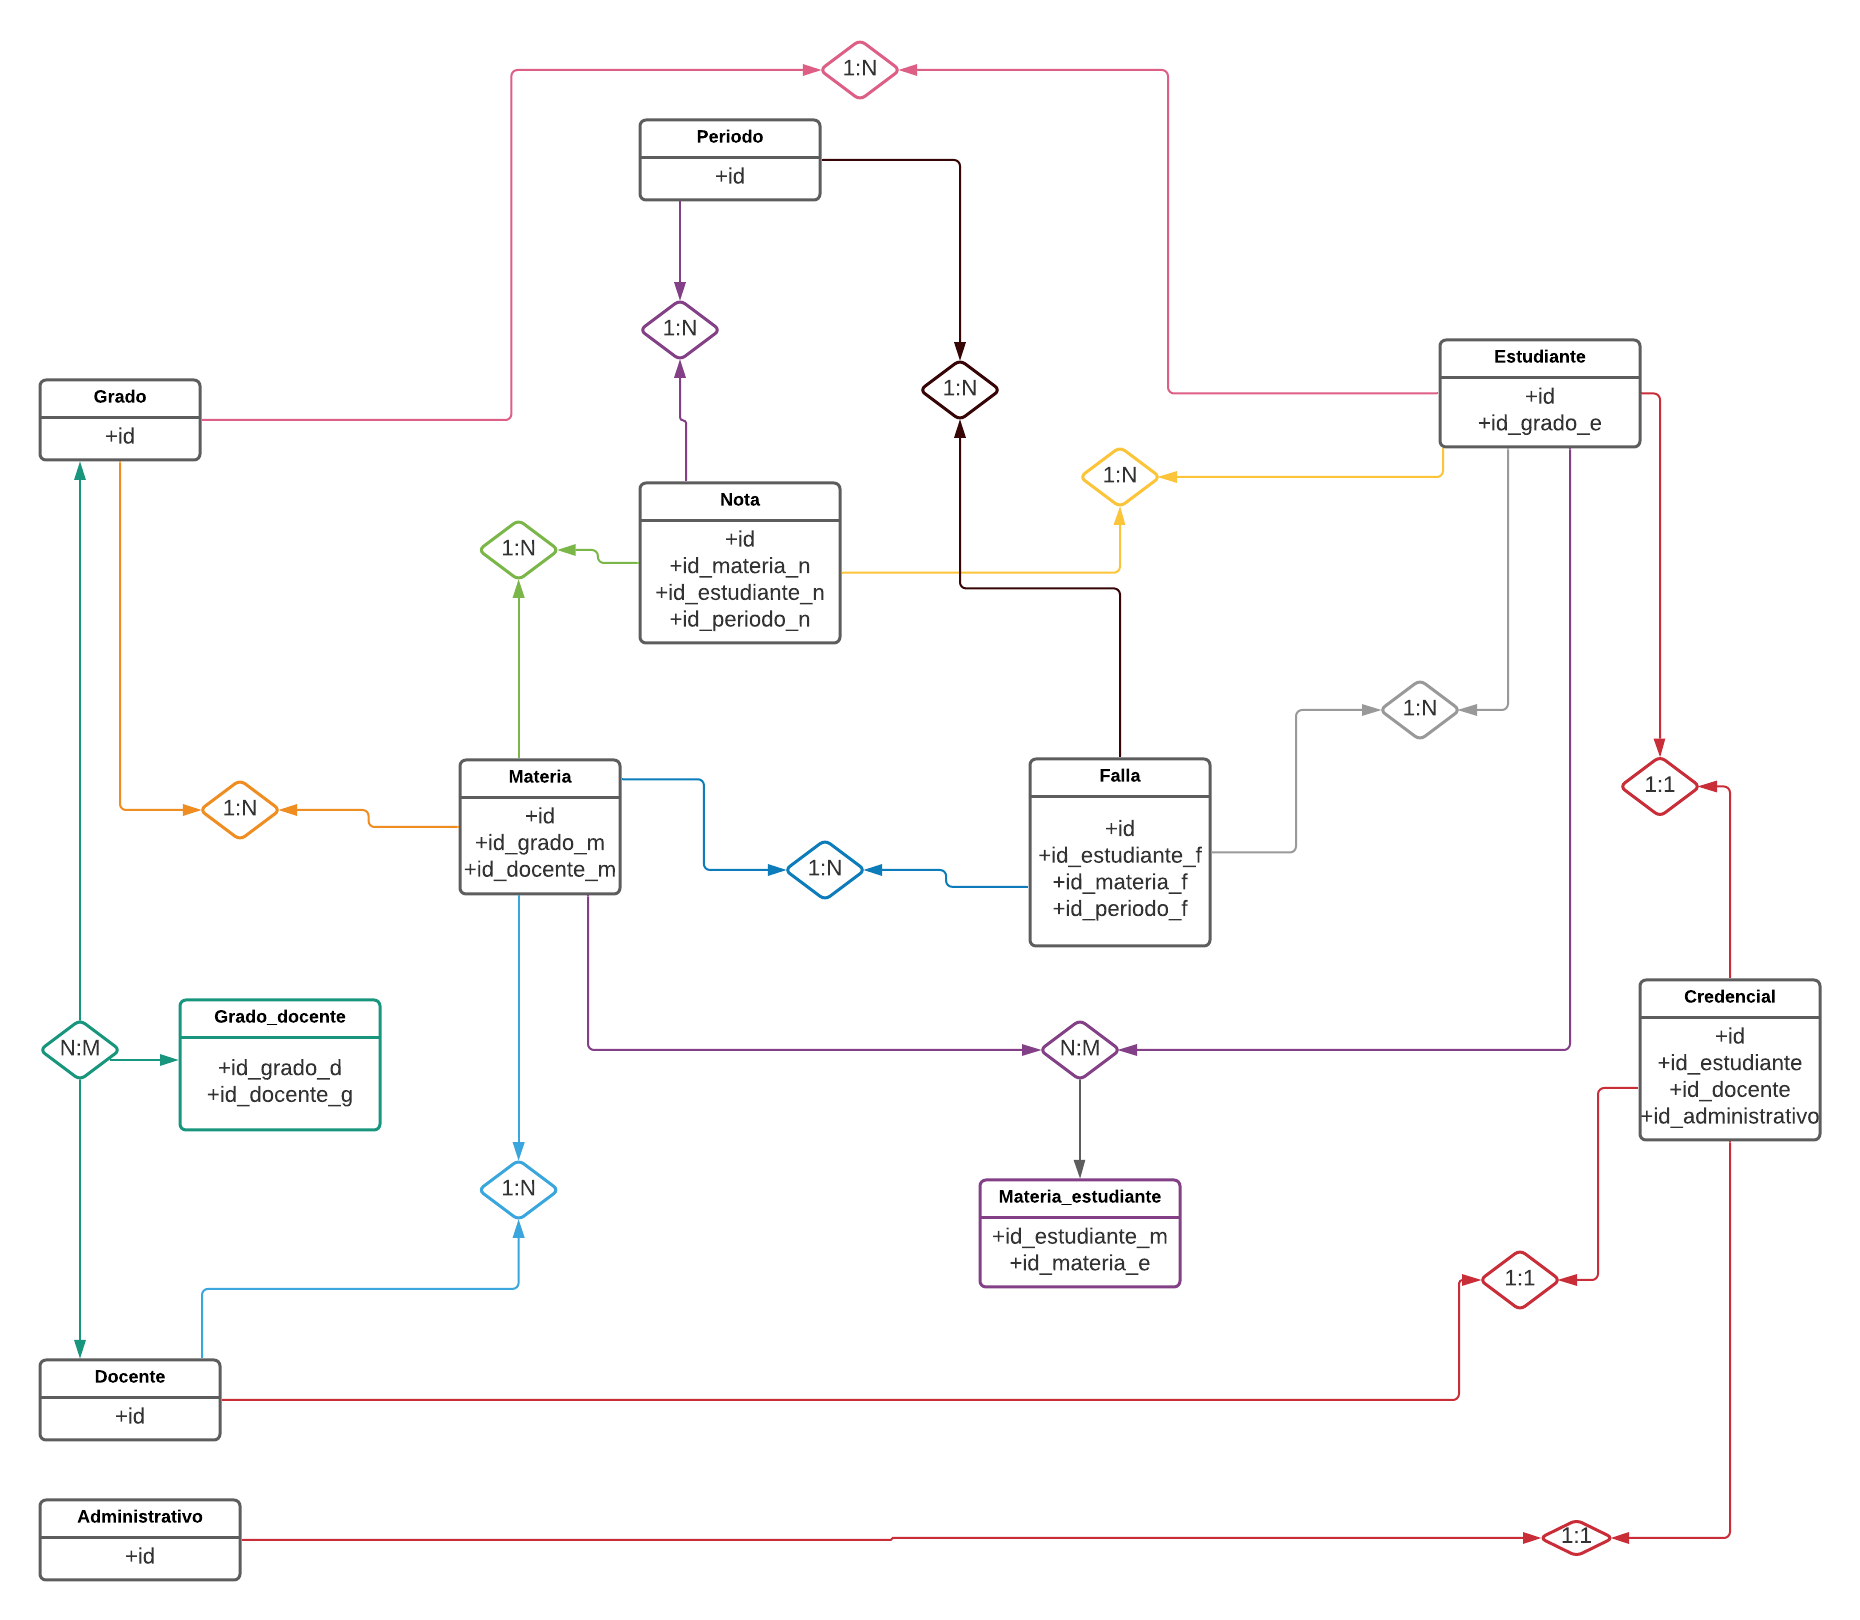 1:N
Periodo
+id
1:N
Estudiante
+id
+id_grado_e
Grado
+id
1:N
1:N
Nota
+id
+id_materia_n
+id_estudiante_n
+id_periodo_n
1:N
1:N
Materia
+id
+id_grado_m
+id_docente_m
Falla
+id
+id_estudiante_f
+id_materia_f
+id_periodo_f
1:1
1:N
1:N
Credencial
+id
+id_estudiante
+id_docente
+id_administrativo
N:M
Grado_docente
+id_grado_d
+id_docente_g
N:M
1:N
Materia_estudiante
+id_estudiante_m
+id_materia_e
1:1
Docente
+id
Administrativo
+id
1:1